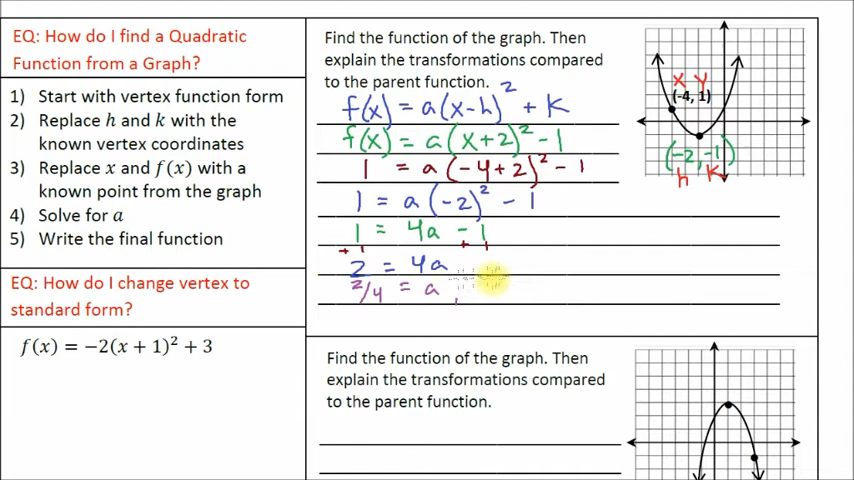 EQ: How do I find a Quadratic
Function from a Graph?
1) Start with vertex function form
2) Replace h and k with the
known vertex coordinates
3) Replace x and f(x) with a
known point from the graph
4) Solve for a
5) Write the final function
EQ: How do I change vertex to
standard form?
f(x) = −2(x + 1)² + 3
Find the function of the graph. Then
explain the transformations compared
to the parent function.
f(x) = a(x-h)² + k
f(x) = a(x+2)² - 1
1 = a(-4+2)² - 1
1 = a(-2)² - 1
1 = 4a - 1
+1 +1
2 = 4a
2/4 = a
X Y
(-4, 1)
(-2, -1)
h K
Find the function of the graph. Then
explain the transformations compared
to the parent function.